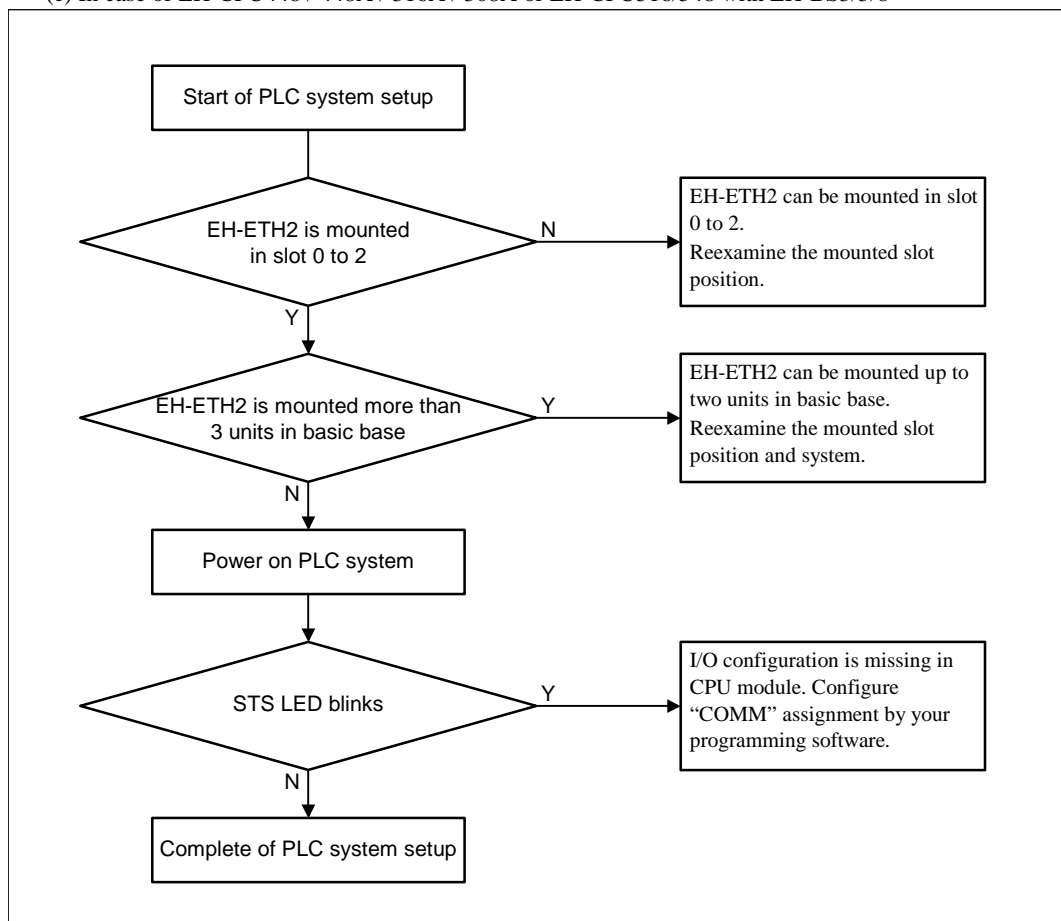 Start of PLC system setup
EH-ETH2 is mounted
in slot 0 to 2
N
EH-ETH2 can be mounted in slot
0 to 2.
Reexamine the mounted slot
position.
Y
EH-ETH2 is mounted more than
3 units in basic base
Y
EH-ETH2 can be mounted up to
two units in basic base.
Reexamine the mounted slot
position and system.
N
Power on PLC system
STS LED blinks
Y
I/O configuration is missing in
CPU module. Configure
“COMM” assignment by your
programming software.
N
Complete of PLC system setup